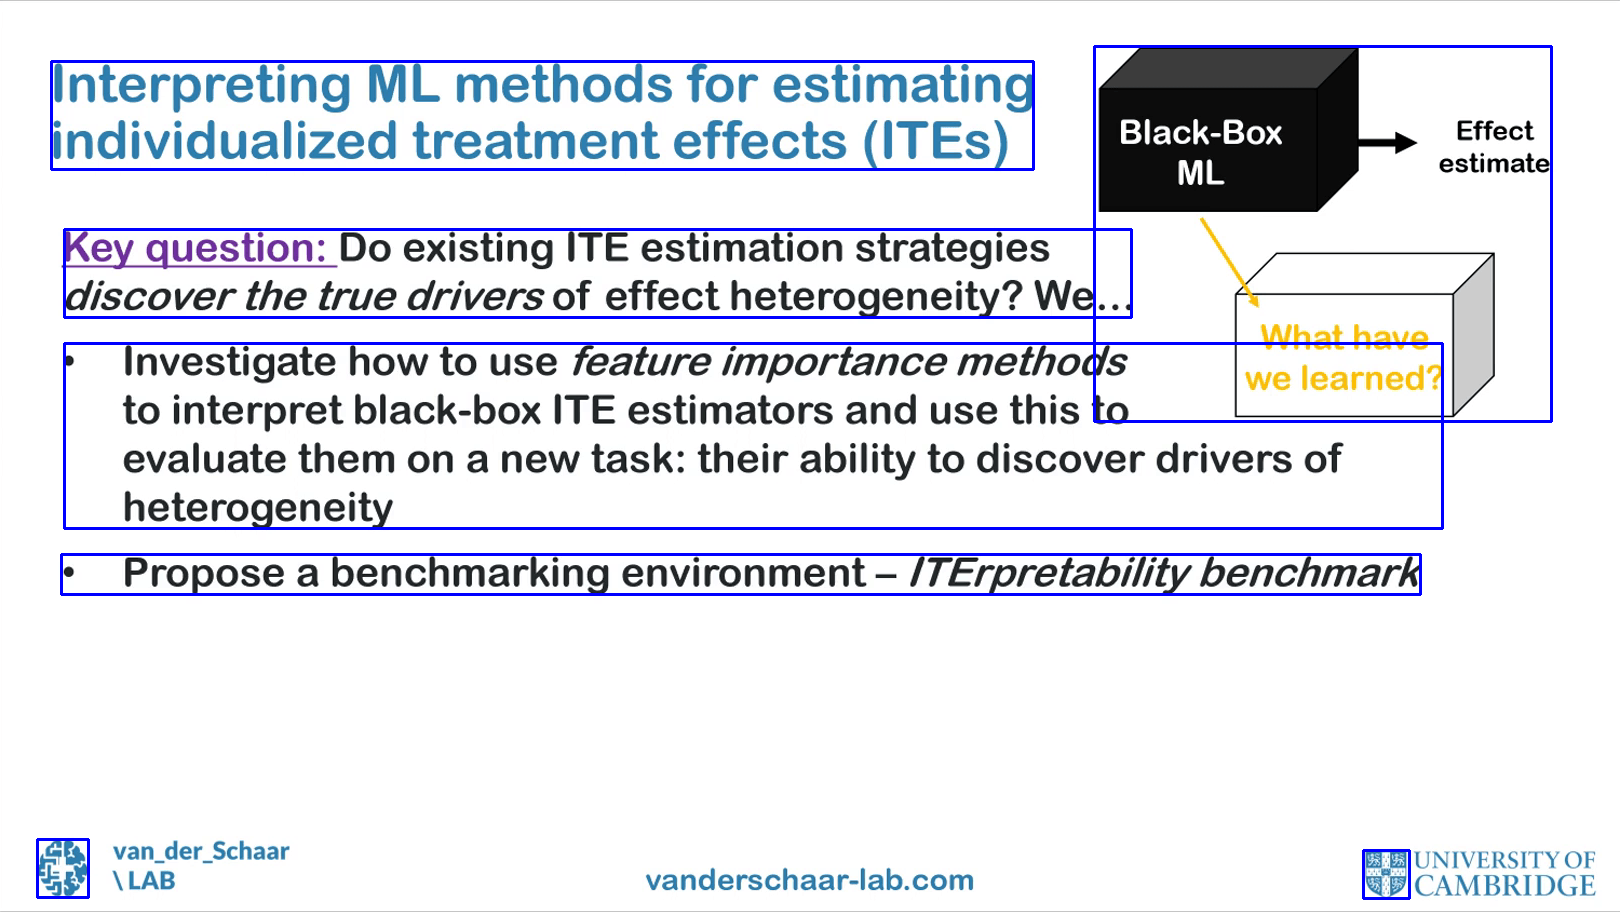 Interpreting ML methods for estimating
individualized treatment effects (ITEs)
Black-Box
ML
Effect
estimate
What have
we learned?
Key question: Do existing ITE estimation strategies
discover the true drivers of effect heterogeneity? We…
• Investigate how to use feature importance methods
to interpret black-box ITE estimators and use this to
evaluate them on a new task: their ability to discover drivers of
heterogeneity
• Propose a benchmarking environment – ITErpretability benchmark
van_der_Schaar
\ LAB
vanderschaar-lab.com
UNIVERSITY OF
CAMBRIDGE